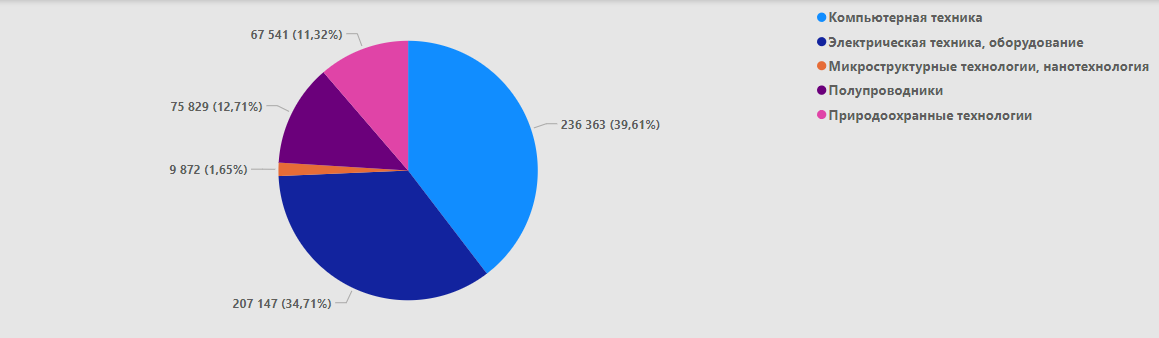 67 541 (11,32%)
75 829 (12,71%)
9 872 (1,65%)
207 147 (34,71%)
236 363 (39,61%)
Компьютерная техника
Электрическая техника, оборудование
Микроструктурные технологии, нанотехнология
Полупроводники
Природоохранные технологии